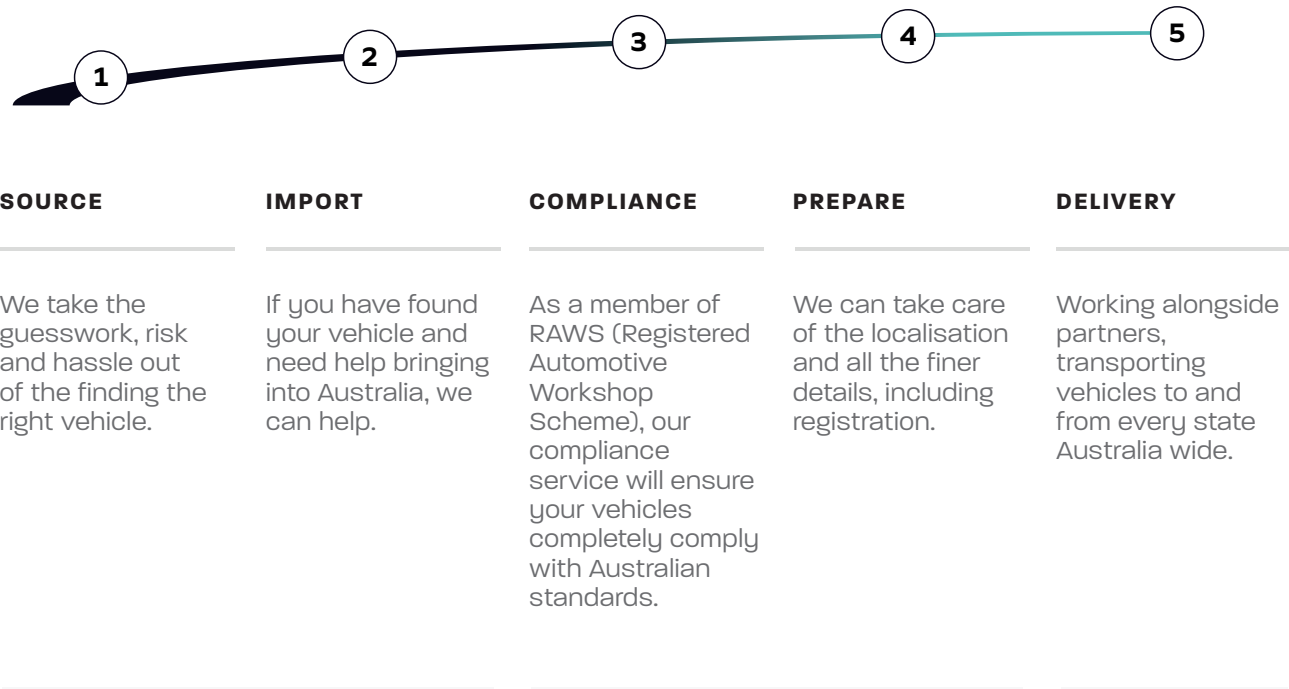 1
2
3
4
5
SOURCE
We take the
guesswork, risk
and hassle out
of the finding the
right vehicle.
IMPORT
If you have found
your vehicle and
need help bringing
into Australia, we
can help.
COMPLIANCE
As a member of
RAWS (Registered
Automotive
Workshop
Scheme), our
compliance
service will ensure
your vehicles
completely comply
with Australian
standards.
PREPARE
We can take care
of the localisation
and all the finer
details, including
registration.
DELIVERY
Working alongside
partners,
transporting
vehicles to and
from every state
Australia wide.